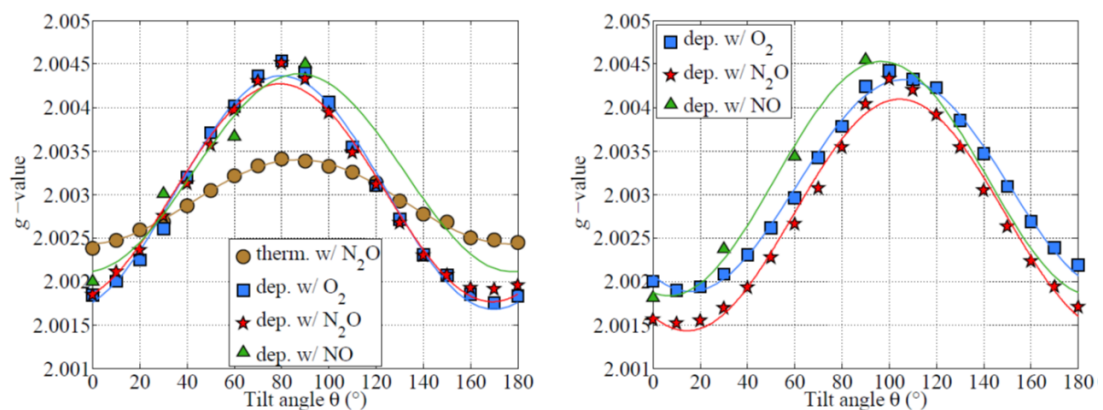 2.005
2.0045
2.004
2.0035
2.003
2.0025
2.002
2.0015
2.001
g−value
0 20 40 60 80 100 120 140 160 180
Tilt angle θ (°)
therm. w/ N₂O
dep. w/ O₂
dep. w/ N₂O
dep. w/ NO
2.005
2.0045
2.004
2.0035
2.003
2.0025
2.002
2.0015
2.001
g−value
0 20 40 60 80 100 120 140 160 180
Tilt angle θ (°)
dep. w/ O₂
dep. w/ N₂O
dep. w/ NO